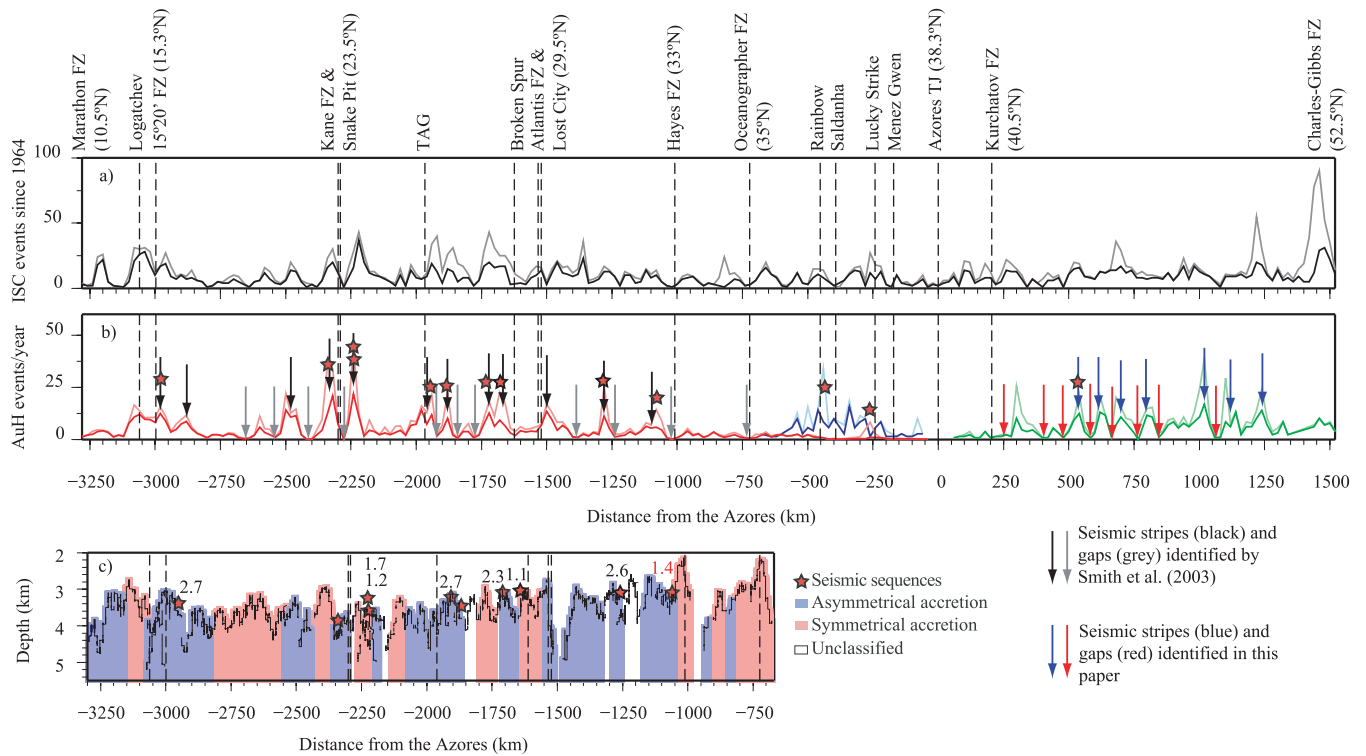 Marathon FZ
(10.5ºN)
Logatchev
15º20' FZ (15.3ºN)
Kane FZ &
Snake Pit (23.5ºN)
TAG
Broken Spur
Atlantis FZ &
Lost City (29.5ºN)
Hayes FZ (33ºN)
Oceanographer FZ
(35ºN)
Rainbow
Saldanha
Lucky Strike
Menez Gwen
Azores TJ (38.3ºN)
Kurchatov FZ
(40.5ºN)
Charles-Gibbs FZ
(52.5ºN)
ISC events since 1964
100
50
0
a)
AuH events/year
50
25
0
b)
−3250 −3000 −2750 −2500 −2250 −2000 −1750 −1500 −1250 −1000 −750 −500 −250 0 250 500 750 1000 1250 1500
Distance from the Azores (km)
Depth (km)
2
3
4
5
c)
2.7
1.7
1.2
2.7
2.3
1.1
2.6
1.4
−3250 −3000 −2750 −2500 −2250 −2000 −1750 −1500 −1250 −1000 −750
Distance from the Azores (km)
Seismic sequences
Asymmetrical accretion
Symmetrical accretion
Unclassified
Seismic stripes (black) and
gaps (grey) identified by
Smith et al. (2003)
Seismic stripes (blue) and
gaps (red) identified in this
paper